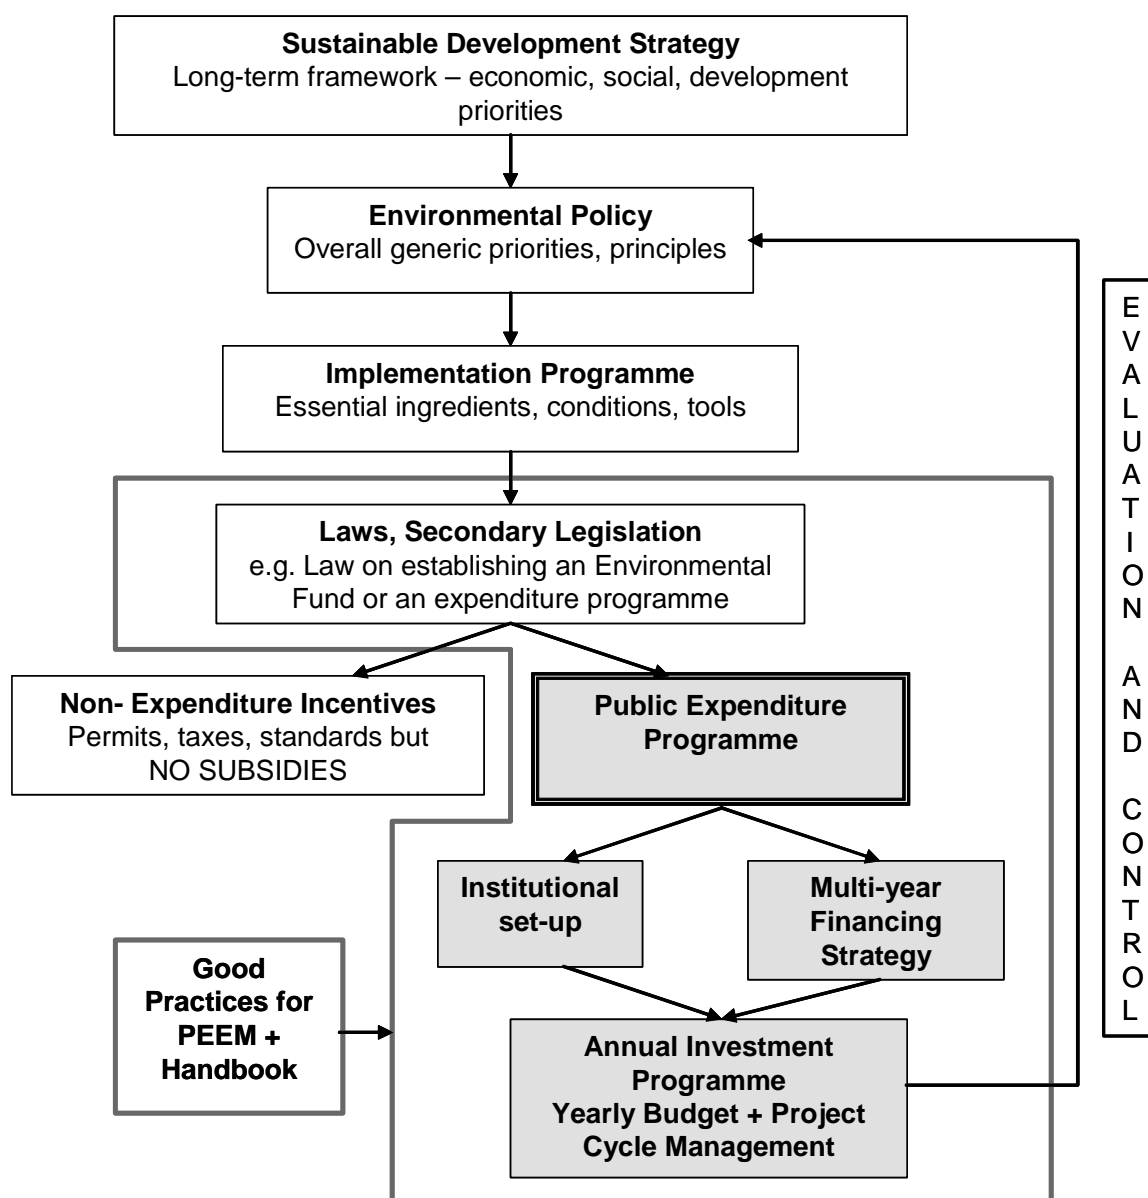 Sustainable Development Strategy
Long-term framework – economic, social, development
priorities
Environmental Policy
Overall generic priorities, principles
Implementation Programme
Essential ingredients, conditions, tools
Laws, Secondary Legislation
e.g. Law on establishing an Environmental
Fund or an expenditure programme
Non- Expenditure Incentives
Permits, taxes, standards but
NO SUBSIDIES
Public Expenditure
Programme
Institutional
set-up
Multi-year
Financing
Strategy
Good
Practices for
PEEM +
Handbook
Annual Investment
Programme
Yearly Budget + Project
Cycle Management
EVALUATION AND CONTROL